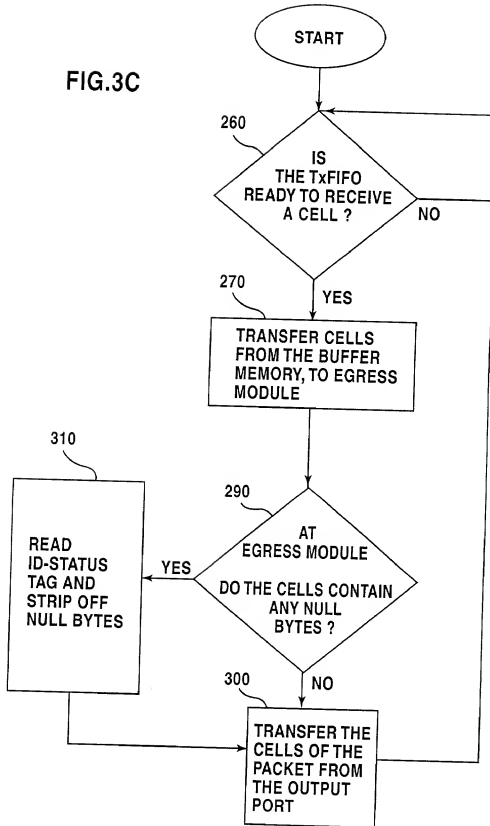 START
FIG.3C
260
IS
THE TxFIFO
READY TO RECEIVE
A CELL ?
NO
YES
270
TRANSFER CELLS
FROM THE BUFFER
MEMORY, TO EGRESS
MODULE
310
290
AT
EGRESS MODULE
DO THE CELLS CONTAIN
ANY NULL
BYTES ?
YES
READ
ID-STATUS
TAG AND
STRIP OFF
NULL BYTES
NO
300
TRANSFER THE
CELLS OF THE
PACKET FROM
THE OUTPUT
PORT